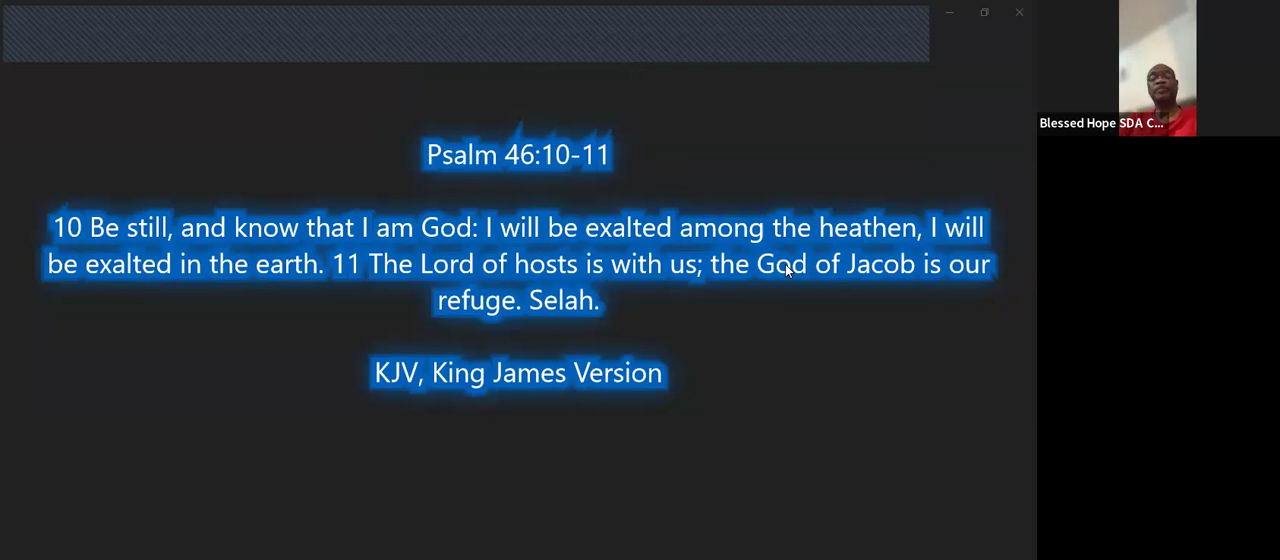 Psalm 46:10-11
10 Be still, and know that I am God: I will be exalted among the heathen, I will
be exalted in the earth. 11 The Lord of hosts is with us; the God of Jacob is our
refuge. Selah.
KJV, King James Version
Blessed Hope SDA C...